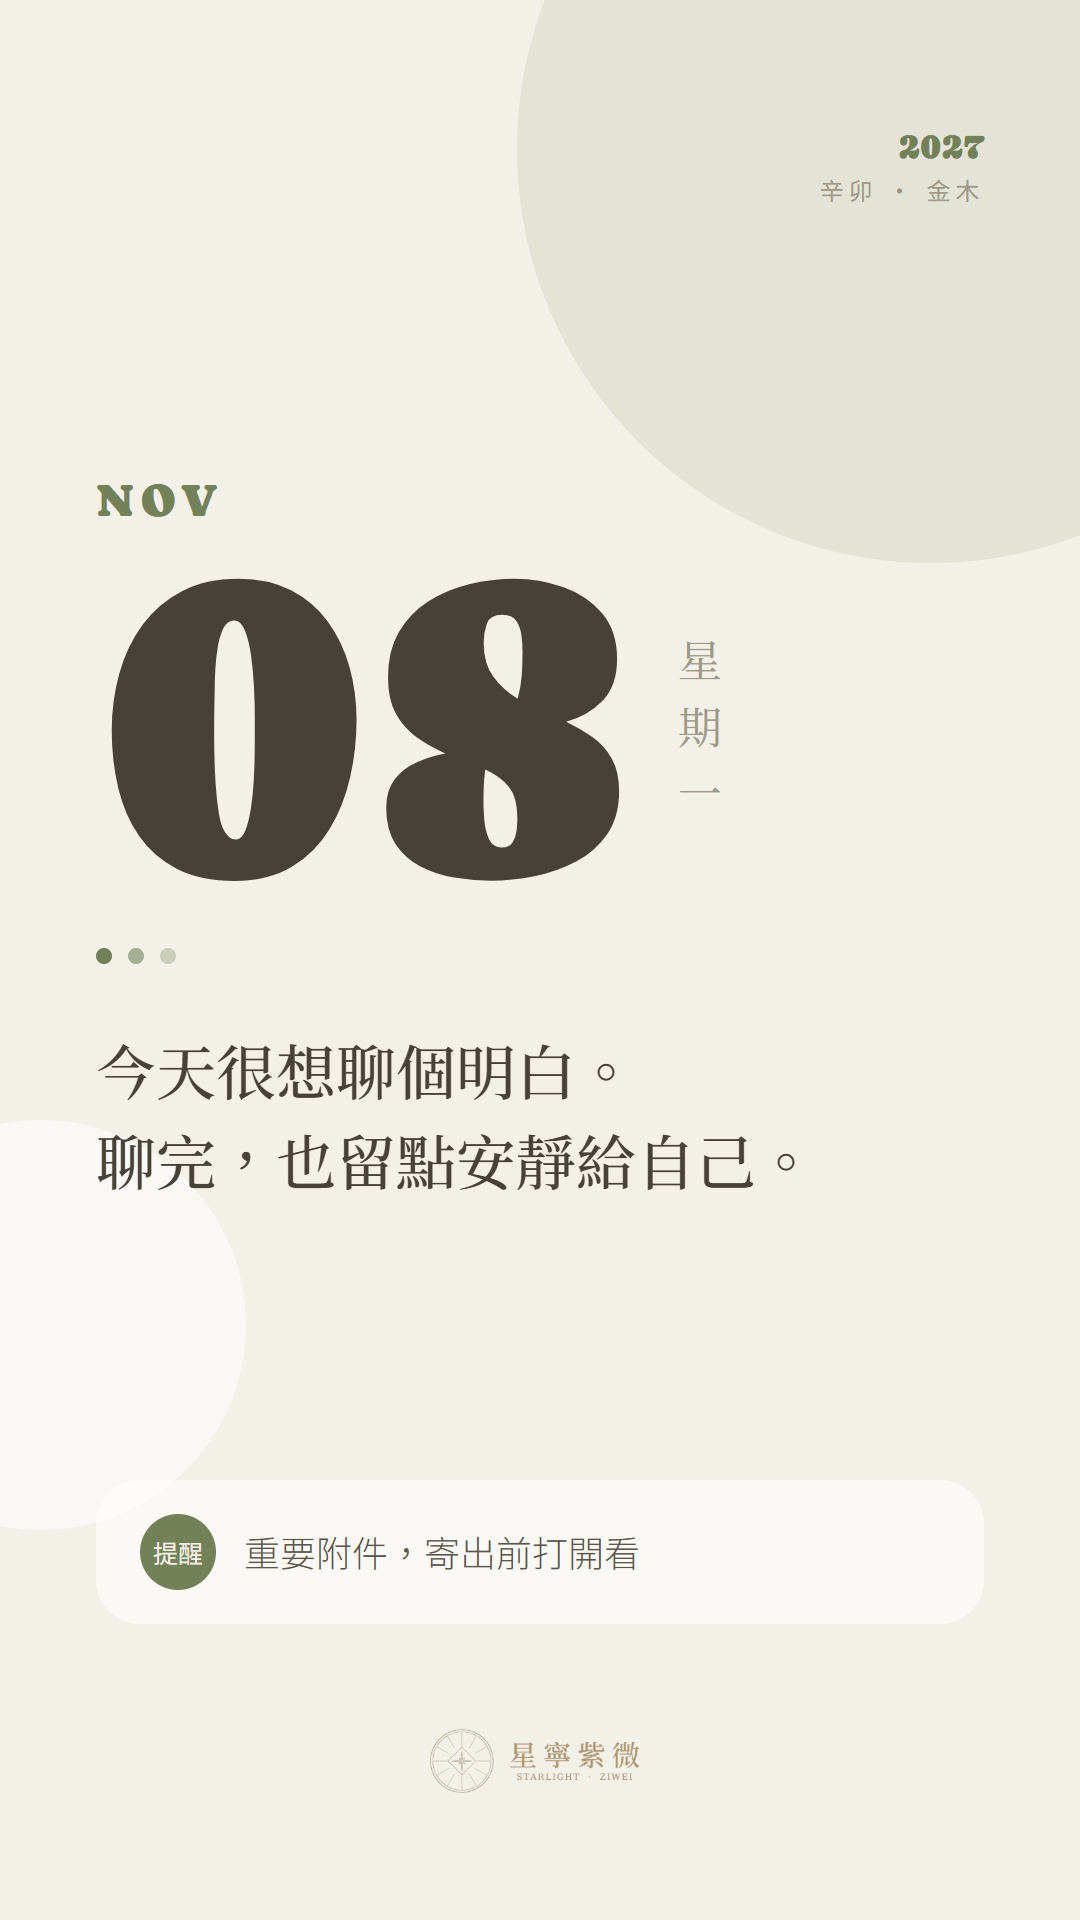 2027
辛卯 · 金木
NOV
08
星期一
今天很想聊個明白。
聊完，也留點安靜給自己。
提醒
重要附件，寄出前打開看
星寧紫微
STARLIGHT · ZIWEI